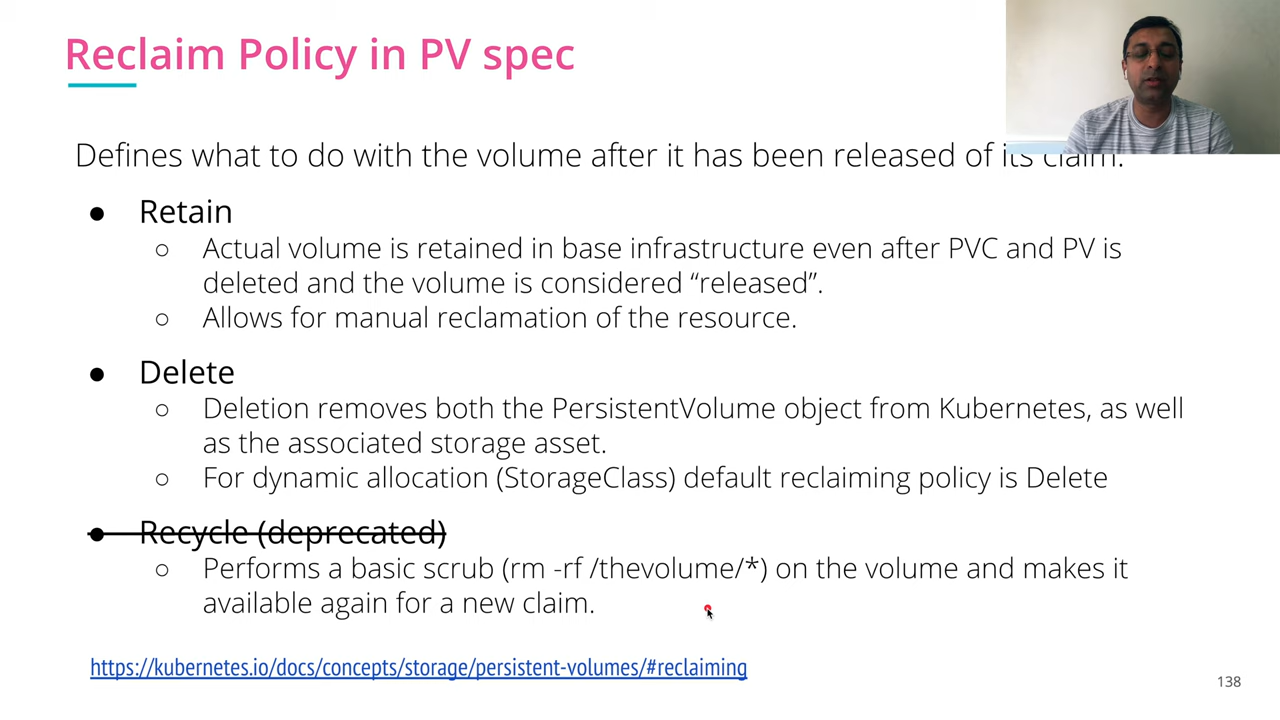 Reclaim Policy in PV spec
Defines what to do with the volume after it has been released of its claim.
● Retain
○ Actual volume is retained in base infrastructure even after PVC and PV is
deleted and the volume is considered “released”.
○ Allows for manual reclamation of the resource.
● Delete
○ Deletion removes both the PersistentVolume object from Kubernetes, as well
as the associated storage asset.
○ For dynamic allocation (StorageClass) default reclaiming policy is Delete
● Recycle (deprecated)
○ Performs a basic scrub (rm -rf /thevolume/*) on the volume and makes it
available again for a new claim.
https://kubernetes.io/docs/concepts/storage/persistent-volumes/#reclaiming
138